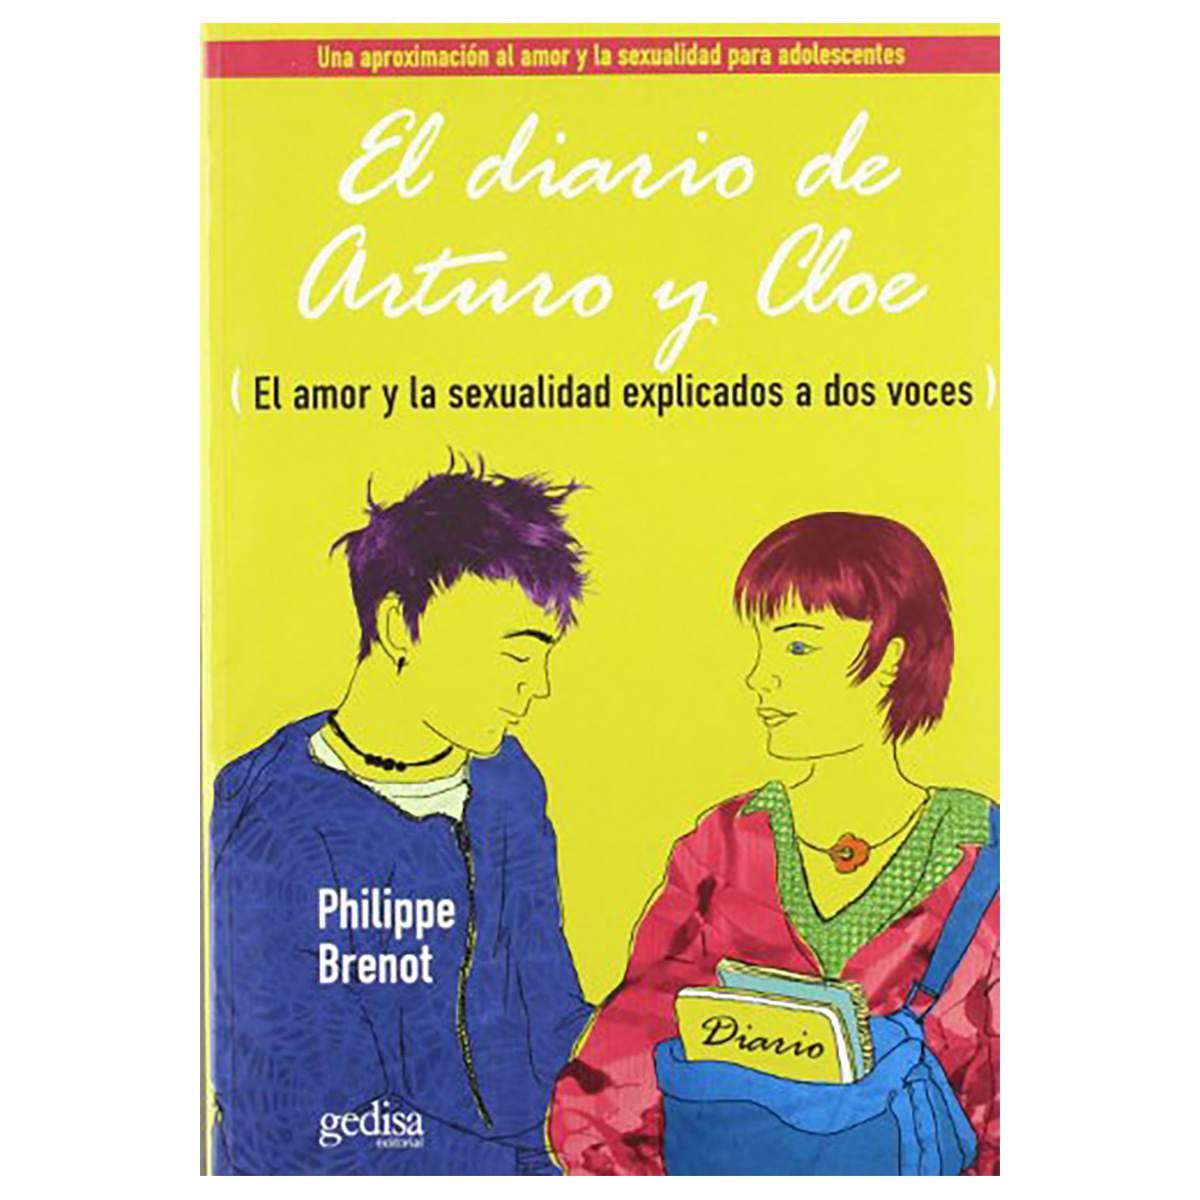 Una aproximación al amor y la sexualidad para adolescentes
El diario de
Arturo y Cloe
( El amor y la sexualidad explicados a dos voces )
Philippe
Brenot
Diario
gedisa
editorial